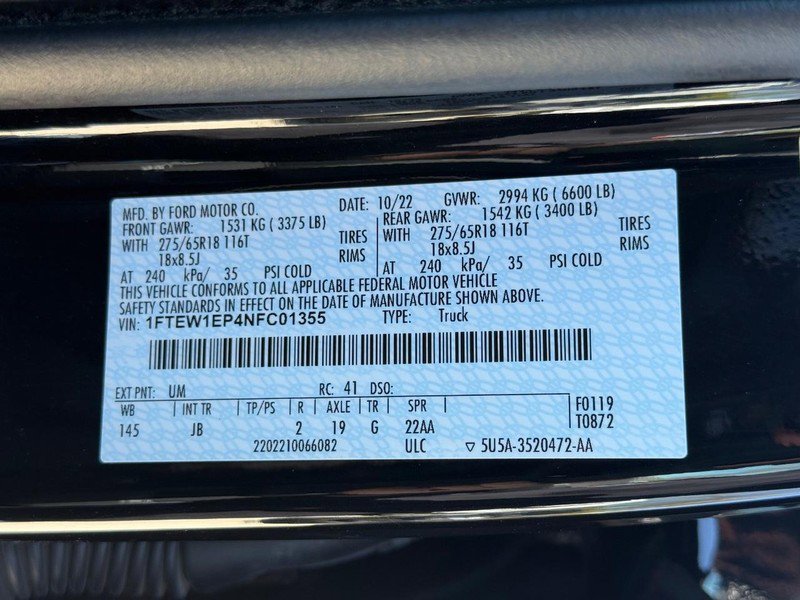 MFD. BY FORD MOTOR CO. DATE: 10/22 GVWR: 2994 KG ( 6600 LB)
FRONT GAWR: 1531 KG ( 3375 LB) REAR GAWR: 1542 KG ( 3400 LB)
WITH 275/65R18 116T TIRES WITH 275/65R18 116T TIRES
18x8.5J RIMS 18x8.5J RIMS
AT 240 kPa/ 35 PSI COLD AT 240 kPa/ 35 PSI COLD
THIS VEHICLE CONFORMS TO ALL APPLICABLE FEDERAL MOTOR VEHICLE
SAFETY STANDARDS IN EFFECT ON THE DATE OF MANUFACTURE SHOWN ABOVE.
VIN: 1FTEW1EP4NFC01355 TYPE: Truck
EXT PNT: UM RC: 41 DSO:
WB INT TR TP/PS R AXLE TR SPR F0119
145 JB 2 19 G 22AA T0872
2202210066082 ULC ▽ 5U5A-3520472-AA